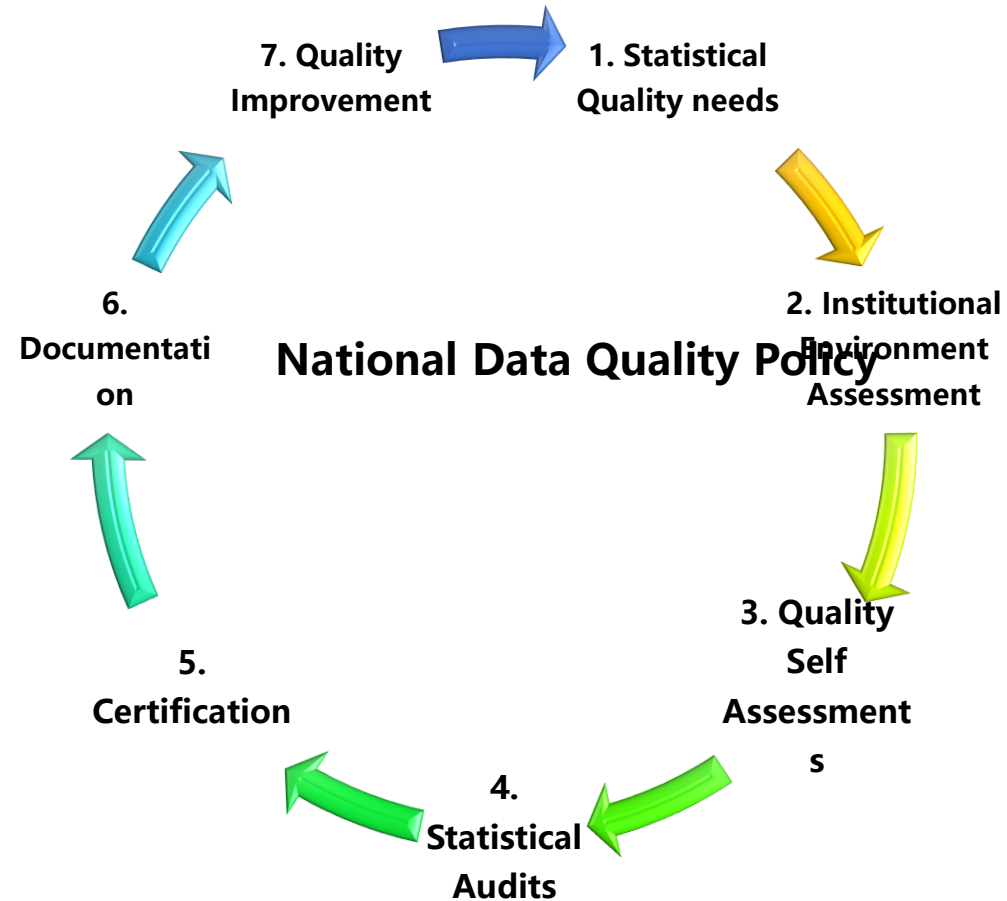 7. Quality
Improvement
1. Statistical
Quality needs
2. Institutional
Environment
Assessment
3. Quality
Self
Assessment
s
4.
Statistical
Audits
5.
Certification
6.
Documentati
on
National Data Quality Policy